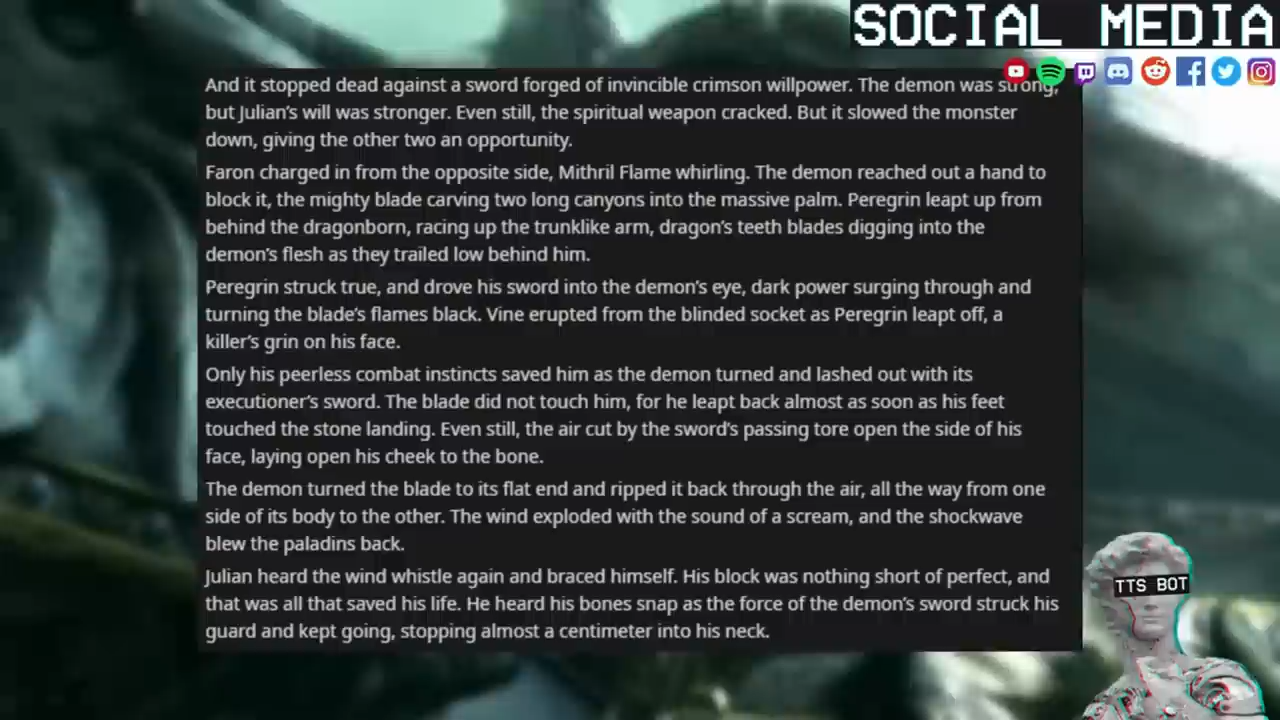 SOCIAL MEDIA
And it stopped dead against a sword forged of invincible crimson willpower. The demon was strong,
but Julian's will was stronger. Even still, the spiritual weapon cracked. But it slowed the monster
down, giving the other two an opportunity.
Faron charged in from the opposite side, Mithril Flame whirling. The demon reached out a hand to
block it, the mighty blade carving two long canyons into the massive palm. Peregrin leapt up from
behind the dragonborn, racing up the trunklike arm, dragon's teeth blades digging into the
demon's flesh as they trailed low behind him.
Peregrin struck true, and drove his sword into the demon's eye, dark power surging through and
turning the blade's flames black. Vine erupted from the blinded socket as Peregrin leapt off, a
killer's grin on his face.
Only his peerless combat instincts saved him as the demon turned and lashed out with its
executioner's sword. The blade did not touch him, for he leapt back almost as soon as his feet
touched the stone landing. Even still, the air cut by the sword's passing tore open the side of his
face, laying open his cheek to the bone.
The demon turned the blade to its flat end and ripped it back through the air, all the way from one
side of its body to the other. The wind exploded with the sound of a scream, and the shockwave
blew the paladins back.
Julian heard the wind whistle again and braced himself. His block was nothing short of perfect, and
that was all that saved his life. He heard his bones snap as the force of the demon's sword struck his
guard and kept going, stopping almost a centimeter into his neck.
TTS BOT